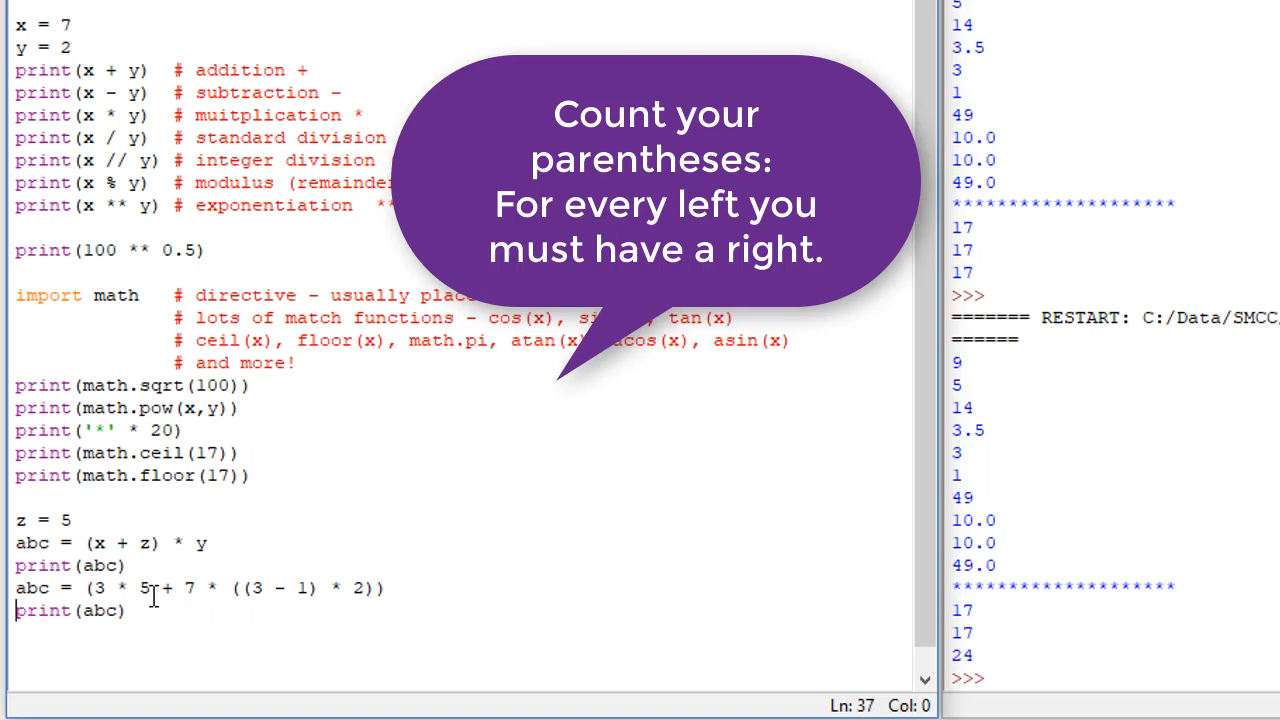 x = 7
y = 2
print(x + y)  # addition +
print(x - y)  # subtraction -
print(x * y)  # muitplication *
print(x / y)  # standard division
print(x // y) # integer division
print(x % y)  # modulus (remainder
print(x ** y) # exponentiation  **
print(100 ** 0.5)
import math   # directive - usually plac
# lots of match functions - cos(x), si tan(x)
# ceil(x), floor(x), math.pi, atan(x) acos(x), asin(x)
# and more!
print(math.sqrt(100))
print(math.pow(x,y))
print('*' * 20)
print(math.ceil(17))
print(math.floor(17))
z = 5
abc = (x + z) * y
print(abc)
abc = (3 * 5 + 7 * ((3 - 1) * 2))
print(abc)
Ln: 37 Col: 0
Count your
parentheses:
For every left you
must have a right.
5
14
3.5
3
1
49
10.0
10.0
49.0
********************
17
17
17
>>>
======= RESTART: C:/Data/SMCC/
======
9
5
14
3.5
3
1
49
10.0
10.0
49.0
********************
17
17
24
>>>